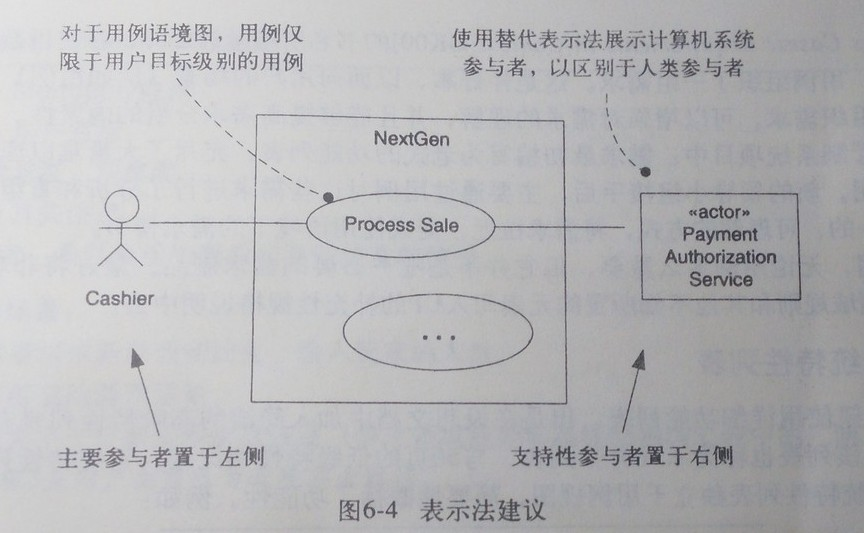 对于用例语境图，用例仅
限于用户目标级别的用例
使用替代表示法展示计算机系统
参与者，以区别于人类参与者
NextGen
Process Sale
«actor»
Payment
Authorization
Service
Cashier
...
主要参与者置于左侧
支持性参与者置于右侧
图6-4 表示法建议